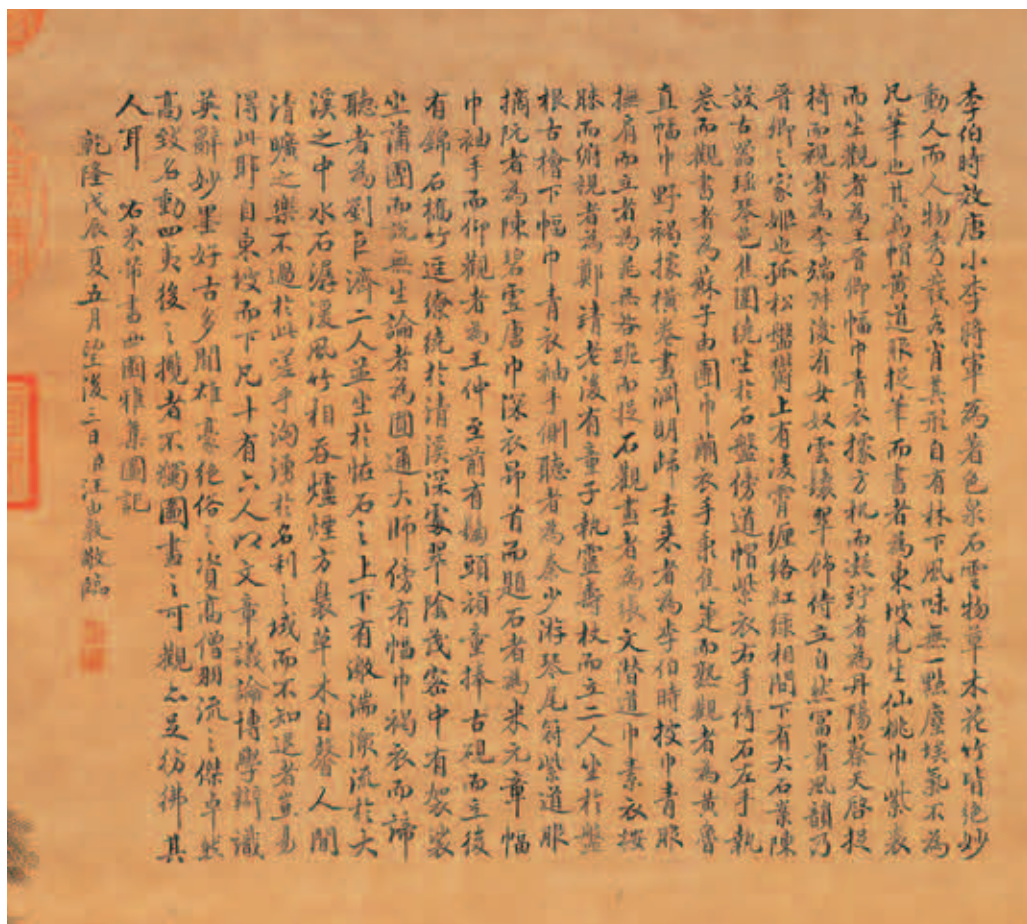 李伯時效唐小李將軍為著色泉石雲物草木花竹皆絕妙
動人而人物秀發各肖其形自有林下風味無一點塵埃氣不為
凡筆也其烏帽黃道服捉筆而書者為東坡先生仙桃巾紫裘
而坐觀者為王晉卿幅巾青衣據方机而凝竚者為丹陽蔡天啓捉
椅而視者為李端叔後有女奴雲鬟翠飾侍立自然富貴風韻乃
晉卿之家姬也孤松盤鬱上有凌霄纏絡紅綠相間下有大石案陳
設古器瑤琴芭蕉圍繞坐於石盤傍道帽紫衣右手倚石左手執
卷而觀書者為蘇子由團巾繭衣手秉蕉箑而熟觀者為黃魯
直幅巾野褐據橫卷畫淵明歸去來者為李伯時披巾青服
撫肩而立者為晁無咎跪而捉石觀畫者為張文潛道巾素衣按
膝而俯視者為鄭靖老後有童子執靈壽杖而立二人坐於盤
根古檜下幅巾青衣袖手側聽者為秦少游琴尾冠紫道服
摘阮者為陳碧虛唐巾深衣昂首而題石者為米元章幅
巾袖手而仰觀者為王仲至前有鬅頭頑童捧古硯而立後
有錦石橋竹逕繚繞於清溪深處翠陰茂密中有袈裟
坐蒲團而說無生論者為圓通大師傍有幅巾褐衣而諦
聽者為劉巨濟二人並坐於怪石之上下有激湍潀流於大
溪之中水石潺湲風竹相吞爐煙方裊草木自馨人間
清曠之樂不過於此嗟乎洶湧於名利之域而不知退者豈易
得此耶自東坡而下凡十有六人以文章議論博學辨識
英辭妙墨好古多聞雄豪絕俗之資高僧羽流之傑卓然
高致名動四夷後之攬者不獨圖畫之可觀亦足彷彿其
人耳 右米芾書西園雅集圖記
乾隆戊辰夏五月望後三日臣汪由敦敬臨